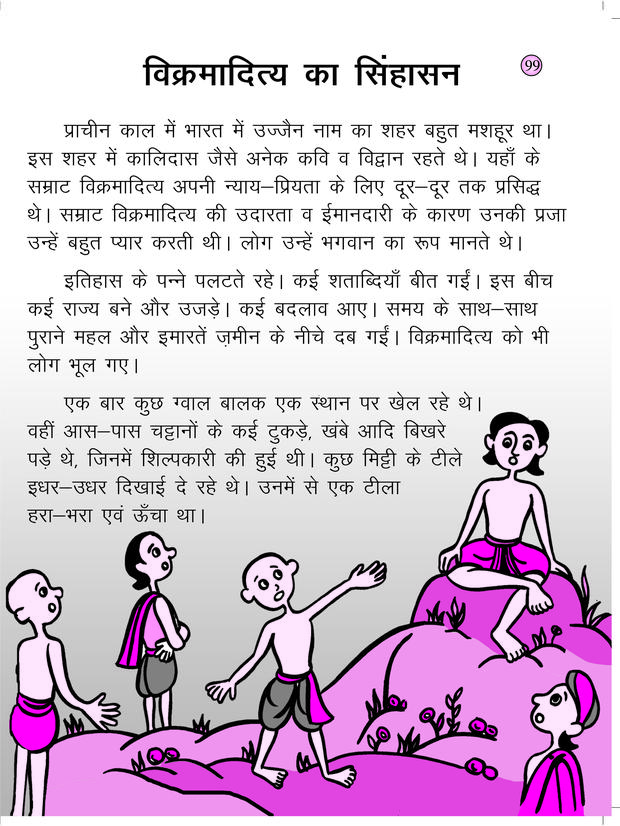 विक्रमादित्य का सिंहासन
99
प्राचीन काल में भारत में उज्जैन नाम का शहर बहुत मशहूर था।
इस शहर में कालिदास जैसे अनेक कवि व विद्वान रहते थे। यहाँ के
सम्राट विक्रमादित्य अपनी न्याय–प्रियता के लिए दूर–दूर तक प्रसिद्ध
थे। सम्राट विक्रमादित्य की उदारता व ईमानदारी के कारण उनकी प्रजा
उन्हें बहुत प्यार करती थी। लोग उन्हें भगवान का रूप मानते थे।
इतिहास के पन्ने पलटते रहे। कई शताब्दियाँ बीत गईं। इस बीच
कई राज्य बने और उजड़े। कई बदलाव आए। समय के साथ–साथ
पुराने महल और इमारतें ज़मीन के नीचे दब गईं। विक्रमादित्य को भी
लोग भूल गए।
एक बार कुछ ग्वाल बालक एक स्थान पर खेल रहे थे।
वहीं आस–पास चट्टानों के कई टुकड़े, खंबे आदि बिखरे
पड़े थे, जिनमें शिल्पकारी की हुई थी। कुछ मिट्टी के टीले
इधर–उधर दिखाई दे रहे थे। उनमें से एक टीला
हरा–भरा एवं ऊँचा था।